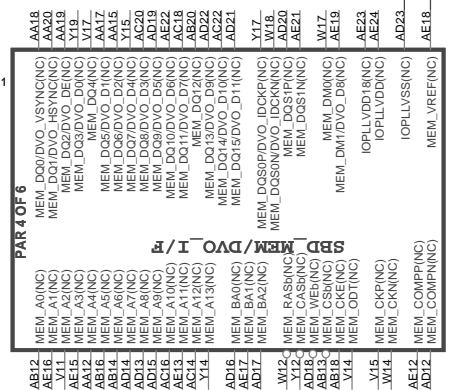 AA18
AA20
AA19
Y19
V17
AA17
AA15
Y15
AC20
AD19
AE22
AC18
AB20
AD22
AC22
AD21
Y17
W18
AD20
AE21
W17
AE19
AE23
AE24
AD23
AE18
1
MEM_DQ0/DVO_VSYNC(NC)
MEM_DQ1/DVO_HSYNC(NC)
MEM_DQ2/DVO_DE(NC)
MEM_DQ3/DVO_D0(NC)
MEM_DQ4(NC)
MEM_DQ5/DVO_D1(NC)
MEM_DQ6/DVO_D2(NC)
MEM_DQ7/DVO_D4(NC)
MEM_DQ8/DVO_D3(NC)
MEM_DQ9/DVO_D5(NC)
MEM_DQ10/DVO_D6(NC)
MEM_DQ11/DVO_D7(NC)
MEM_DQ12(NC)
MEM_DQ13/DVO_D9(NC)
MEM_DQ14/DVO_D10(NC)
MEM_DQ15/DVO_D11(NC)
MEM_DQS0P/DVO_IDCKP(NC)
MEM_DQS0N/DVO_IDCKN(NC)
MEM_DQS1P(NC)
MEM_DQS1N(NC)
MEM_DM0(NC)
MEM_DM1/DVO_D8(NC)
IOPLLVDD18(NC)
IOPLLVDD(NC)
IOPLLVSS(NC)
MEM_VREF(NC)
PAR 4 OF 6
SBD_MEM/DVO_I/F
MEM_A0(NC)
MEM_A1(NC)
MEM_A2(NC)
MEM_A3(NC)
MEM_A4(NC)
MEM_A5(NC)
MEM_A6(NC)
MEM_A7(NC)
MEM_A8(NC)
MEM_A9(NC)
MEM_A10(NC)
MEM_A11(NC)
MEM_A12(NC)
MEM_A13(NC)
MEM_BA0(NC)
MEM_BA1(NC)
MEM_BA2(NC)
MEM_RASb(NC)
MEM_CASb(NC)
MEM_WEb(NC)
MEM_CSb(NC)
MEM_CKE(NC)
MEM_ODT(NC)
MEM_CKP(NC)
MEM_CKN(NC)
MEM_COMPP(NC)
MEM_COMPN(NC)
AB12
AE16
V11
AE15
AA12
AB16
AB14
AD14
AD13
AD15
AC16
AE13
AC14
Y14
AD16
AE17
AD17
W12
Y12
AD18
AB13
AB18
V14
V15
W14
AE12
AD12